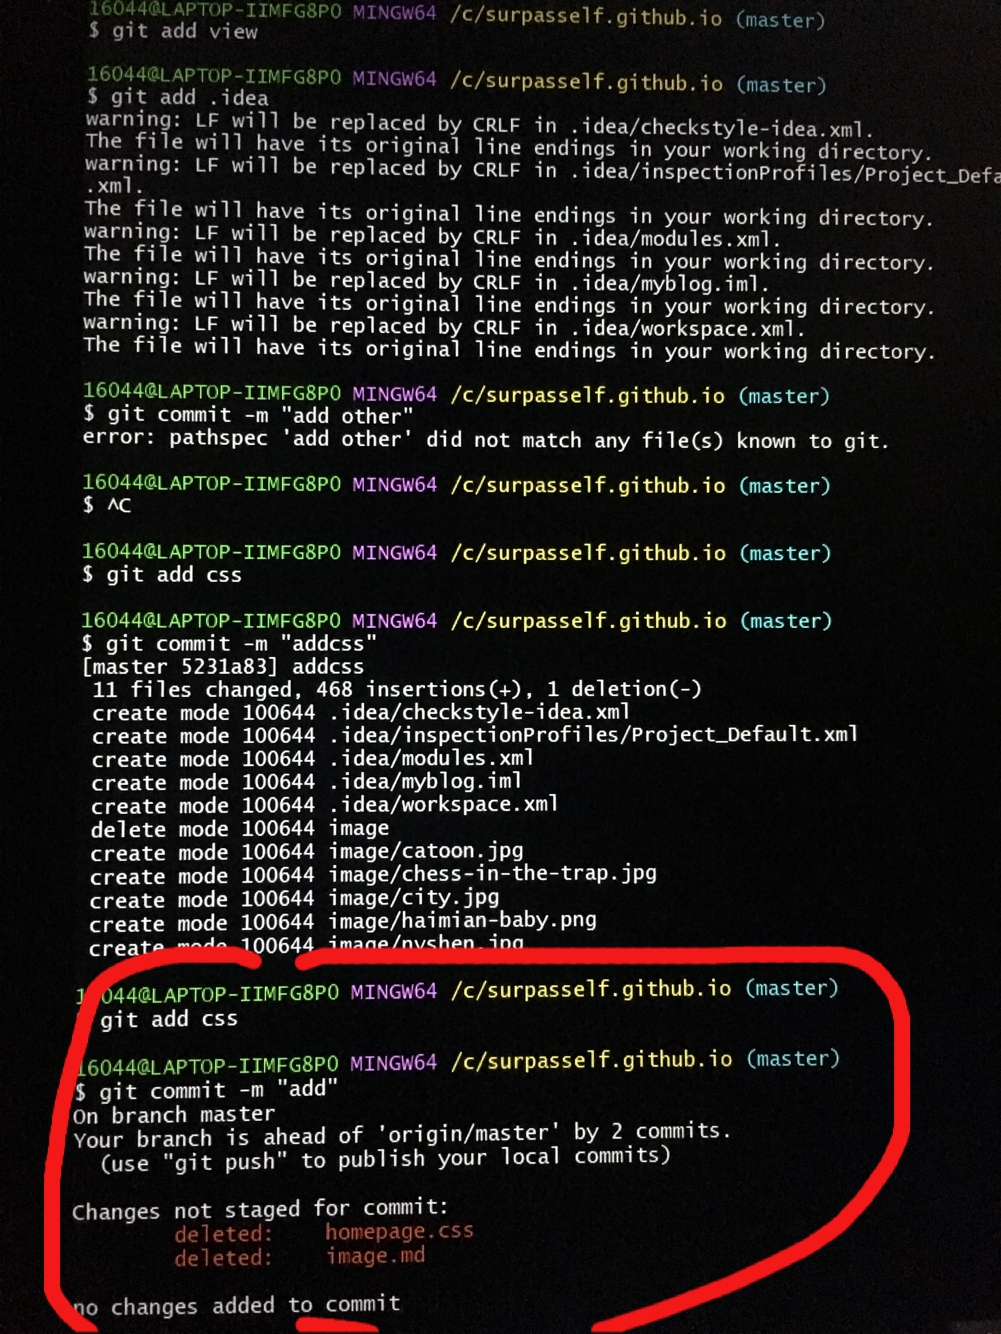 16044@LAPTOP-IIMFG8P0 MINGW64 /c/surpasself.github.io (master)
$ git add view
16044@LAPTOP-IIMFG8P0 MINGW64 /c/surpasself.github.io (master)
$ git add .idea
warning: LF will be replaced by CRLF in .idea/checkstyle-idea.xml.
The file will have its original line endings in your working directory.
warning: LF will be replaced by CRLF in .idea/inspectionProfiles/Project_Defa
.xml.
The file will have its original line endings in your working directory.
warning: LF will be replaced by CRLF in .idea/modules.xml.
The file will have its original line endings in your working directory.
warning: LF will be replaced by CRLF in .idea/myblog.iml.
The file will have its original line endings in your working directory.
warning: LF will be replaced by CRLF in .idea/workspace.xml.
The file will have its original line endings in your working directory.
16044@LAPTOP-IIMFG8P0 MINGW64 /c/surpasself.github.io (master)
$ git commit -m "add other"
error: pathspec 'add other' did not match any file(s) known to git.
16044@LAPTOP-IIMFG8P0 MINGW64 /c/surpasself.github.io (master)
$ ^C
16044@LAPTOP-IIMFG8P0 MINGW64 /c/surpasself.github.io (master)
$ git add css
16044@LAPTOP-IIMFG8P0 MINGW64 /c/surpasself.github.io (master)
$ git commit -m "addcss"
[master 5231a83] addcss
11 files changed, 468 insertions(+), 1 deletion(-)
create mode 100644 .idea/checkstyle-idea.xml
create mode 100644 .idea/inspectionProfiles/Project_Default.xml
create mode 100644 .idea/modules.xml
create mode 100644 .idea/myblog.iml
create mode 100644 .idea/workspace.xml
delete mode 100644 image
create mode 100644 image/catoon.jpg
create mode 100644 image/chess-in-the-trap.jpg
create mode 100644 image/city.jpg
create mode 100644 image/haimian-baby.png
create mode 100644 image/nyshen.jpg
16044@LAPTOP-IIMFG8P0 MINGW64 /c/surpasself.github.io (master)
git add css
16044@LAPTOP-IIMFG8P0 MINGW64 /c/surpasself.github.io (master)
$ git commit -m "add"
On branch master
Your branch is ahead of 'origin/master' by 2 commits.
(use "git push" to publish your local commits)
Changes not staged for commit:
deleted: homepage.css
deleted: image.md
no changes added to commit